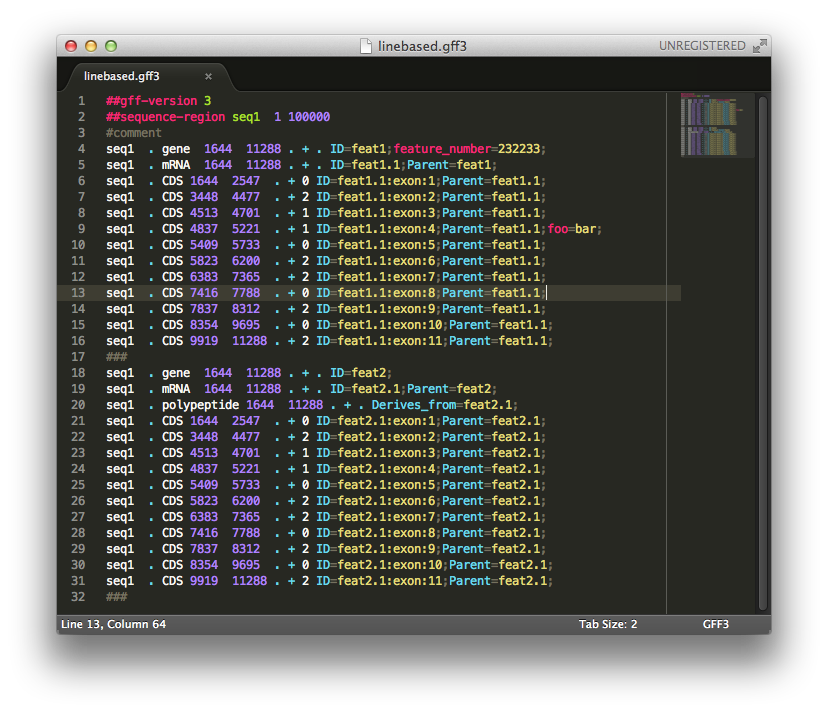 linebased.gff3
UNREGISTERED
linebased.gff3 ×
1 ##gff-version 3
2 ##sequence-region seq1 1 100000
3 #comment
4 seq1 . gene 1644 11288 . + . ID=feat1;feature_number=232233;
5 seq1 . mRNA 1644 11288 . + . ID=feat1.1;Parent=feat1;
6 seq1 . CDS 1644 2547 . + 0 ID=feat1.1:exon:1;Parent=feat1.1;
7 seq1 . CDS 3448 4477 . + 2 ID=feat1.1:exon:2;Parent=feat1.1;
8 seq1 . CDS 4513 4701 . + 1 ID=feat1.1:exon:3;Parent=feat1.1;
9 seq1 . CDS 4837 5221 . + 1 ID=feat1.1:exon:4;Parent=feat1.1;foo=bar;
10 seq1 . CDS 5409 5733 . + 0 ID=feat1.1:exon:5;Parent=feat1.1;
11 seq1 . CDS 5823 6200 . + 2 ID=feat1.1:exon:6;Parent=feat1.1;
12 seq1 . CDS 6383 7365 . + 2 ID=feat1.1:exon:7;Parent=feat1.1;
13 seq1 . CDS 7416 7788 . + 0 ID=feat1.1:exon:8;Parent=feat1.1;
14 seq1 . CDS 7837 8312 . + 2 ID=feat1.1:exon:9;Parent=feat1.1;
15 seq1 . CDS 8354 9695 . + 0 ID=feat1.1:exon:10;Parent=feat1.1;
16 seq1 . CDS 9919 11288 . + 2 ID=feat1.1:exon:11;Parent=feat1.1;
17 ###
18 seq1 . gene 1644 11288 . + . ID=feat2;
19 seq1 . mRNA 1644 11288 . + . ID=feat2.1;Parent=feat2;
20 seq1 . polypeptide 1644 11288 . + . Derives_from=feat2.1;
21 seq1 . CDS 1644 2547 . + 0 ID=feat2.1:exon:1;Parent=feat2.1;
22 seq1 . CDS 3448 4477 . + 2 ID=feat2.1:exon:2;Parent=feat2.1;
23 seq1 . CDS 4513 4701 . + 1 ID=feat2.1:exon:3;Parent=feat2.1;
24 seq1 . CDS 4837 5221 . + 1 ID=feat2.1:exon:4;Parent=feat2.1;
25 seq1 . CDS 5409 5733 . + 0 ID=feat2.1:exon:5;Parent=feat2.1;
26 seq1 . CDS 5823 6200 . + 2 ID=feat2.1:exon:6;Parent=feat2.1;
27 seq1 . CDS 6383 7365 . + 2 ID=feat2.1:exon:7;Parent=feat2.1;
28 seq1 . CDS 7416 7788 . + 0 ID=feat2.1:exon:8;Parent=feat2.1;
29 seq1 . CDS 7837 8312 . + 2 ID=feat2.1:exon:9;Parent=feat2.1;
30 seq1 . CDS 8354 9695 . + 0 ID=feat2.1:exon:10;Parent=feat2.1;
31 seq1 . CDS 9919 11288 . + 2 ID=feat2.1:exon:11;Parent=feat2.1;
32 ###
Line 13, Column 64
Tab Size: 2
GFF3